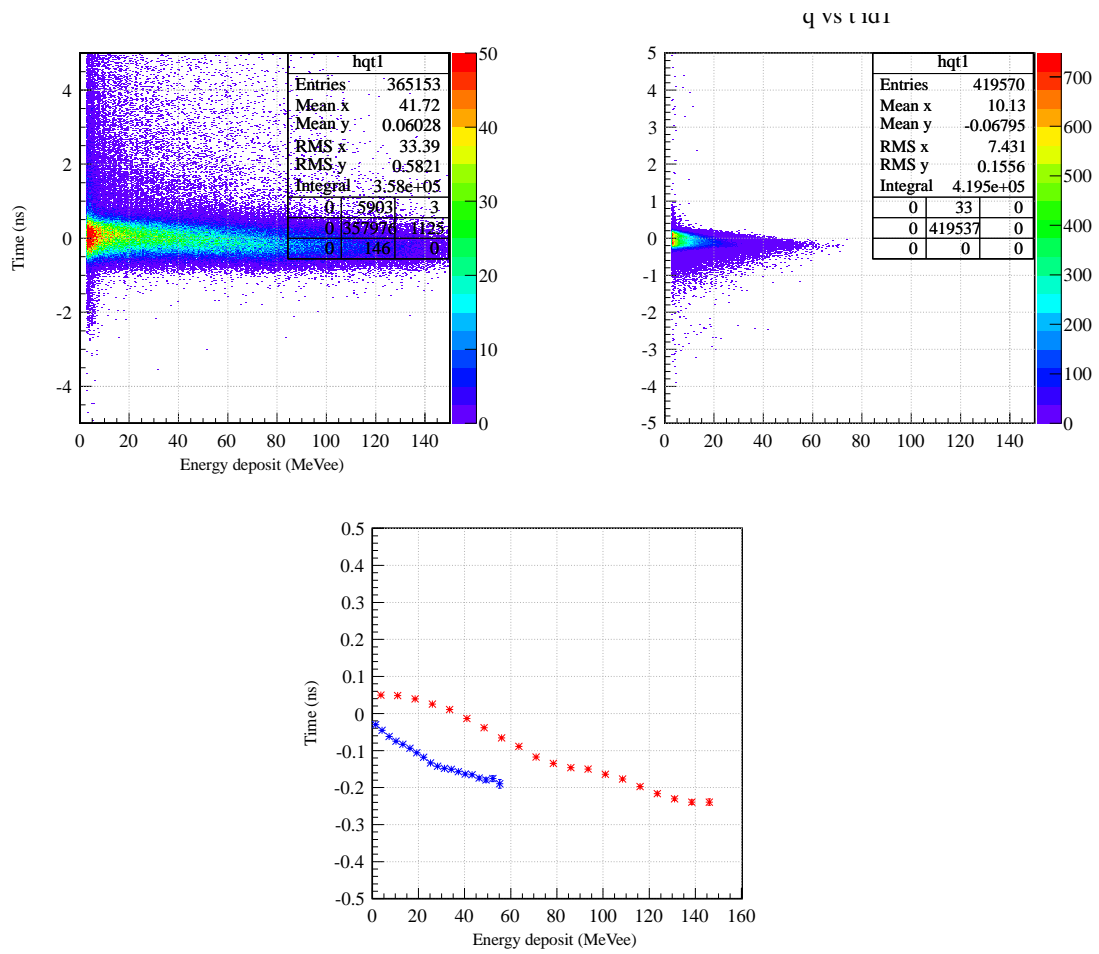 q vs t id1
hqt1
Entries 365153
Mean x 41.72
Mean y 0.06028
RMS x 33.39
RMS y 0.5821
Integral 3.58e+05
0 5903 3
0 357976 1125
0 146 0
4
2
0
-2
-4
0 20 40 60 80 100 120 140
50
40
30
20
10
0
Time (ns)
Energy deposit (MeVee)
hqt1
Entries 419570
Mean x 10.13
Mean y -0.06795
RMS x 7.431
RMS y 0.1556
Integral 4.195e+05
0 33 0
0 419537 0
0 0 0
5
4
3
2
1
0
-1
-2
-3
-4
-5
0 20 40 60 80 100 120 140
700
600
500
400
300
200
100
0
0.5
0.4
0.3
0.2
0.1
0
-0.1
-0.2
-0.3
-0.4
-0.5
0 20 40 60 80 100 120 140 160
Time (ns)
Energy deposit (MeVee)